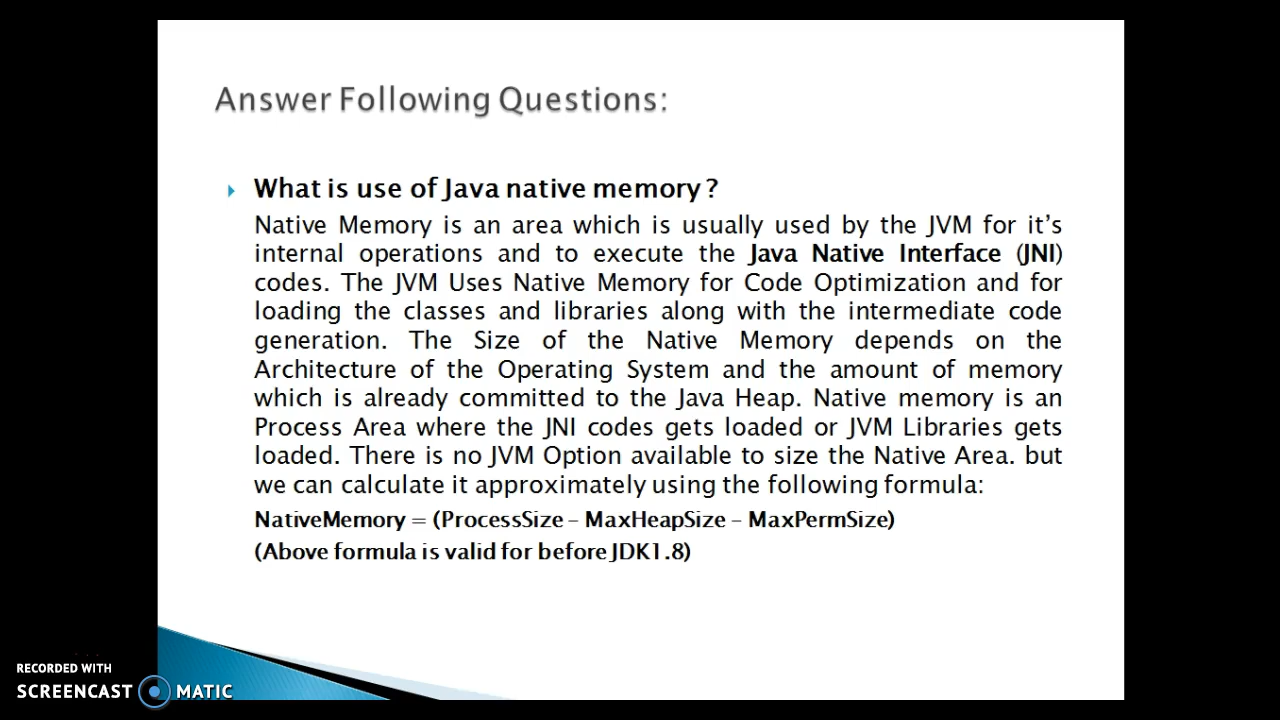 Answer Following Questions:
What is use of Java native memory?
Native Memory is an area which is usually used by the JVM for it's
internal operations and to execute the Java Native Interface (JNI)
codes. The JVM Uses Native Memory for Code Optimization and for
loading the classes and libraries along with the intermediate code
generation. The Size of the Native Memory depends on the
Architecture of the Operating System and the amount of memory
which is already committed to the Java Heap. Native memory is an
Process Area where the JNI codes gets loaded or JVM Libraries gets
loaded. There is no JVM Option available to size the Native Area. but
we can calculate it approximately using the following formula:
NativeMemory = (ProcessSize – MaxHeapSize – MaxPermSize)
(Above formula is valid for before JDK1.8)
RECORDED WITH
SCREENCAST MATIC